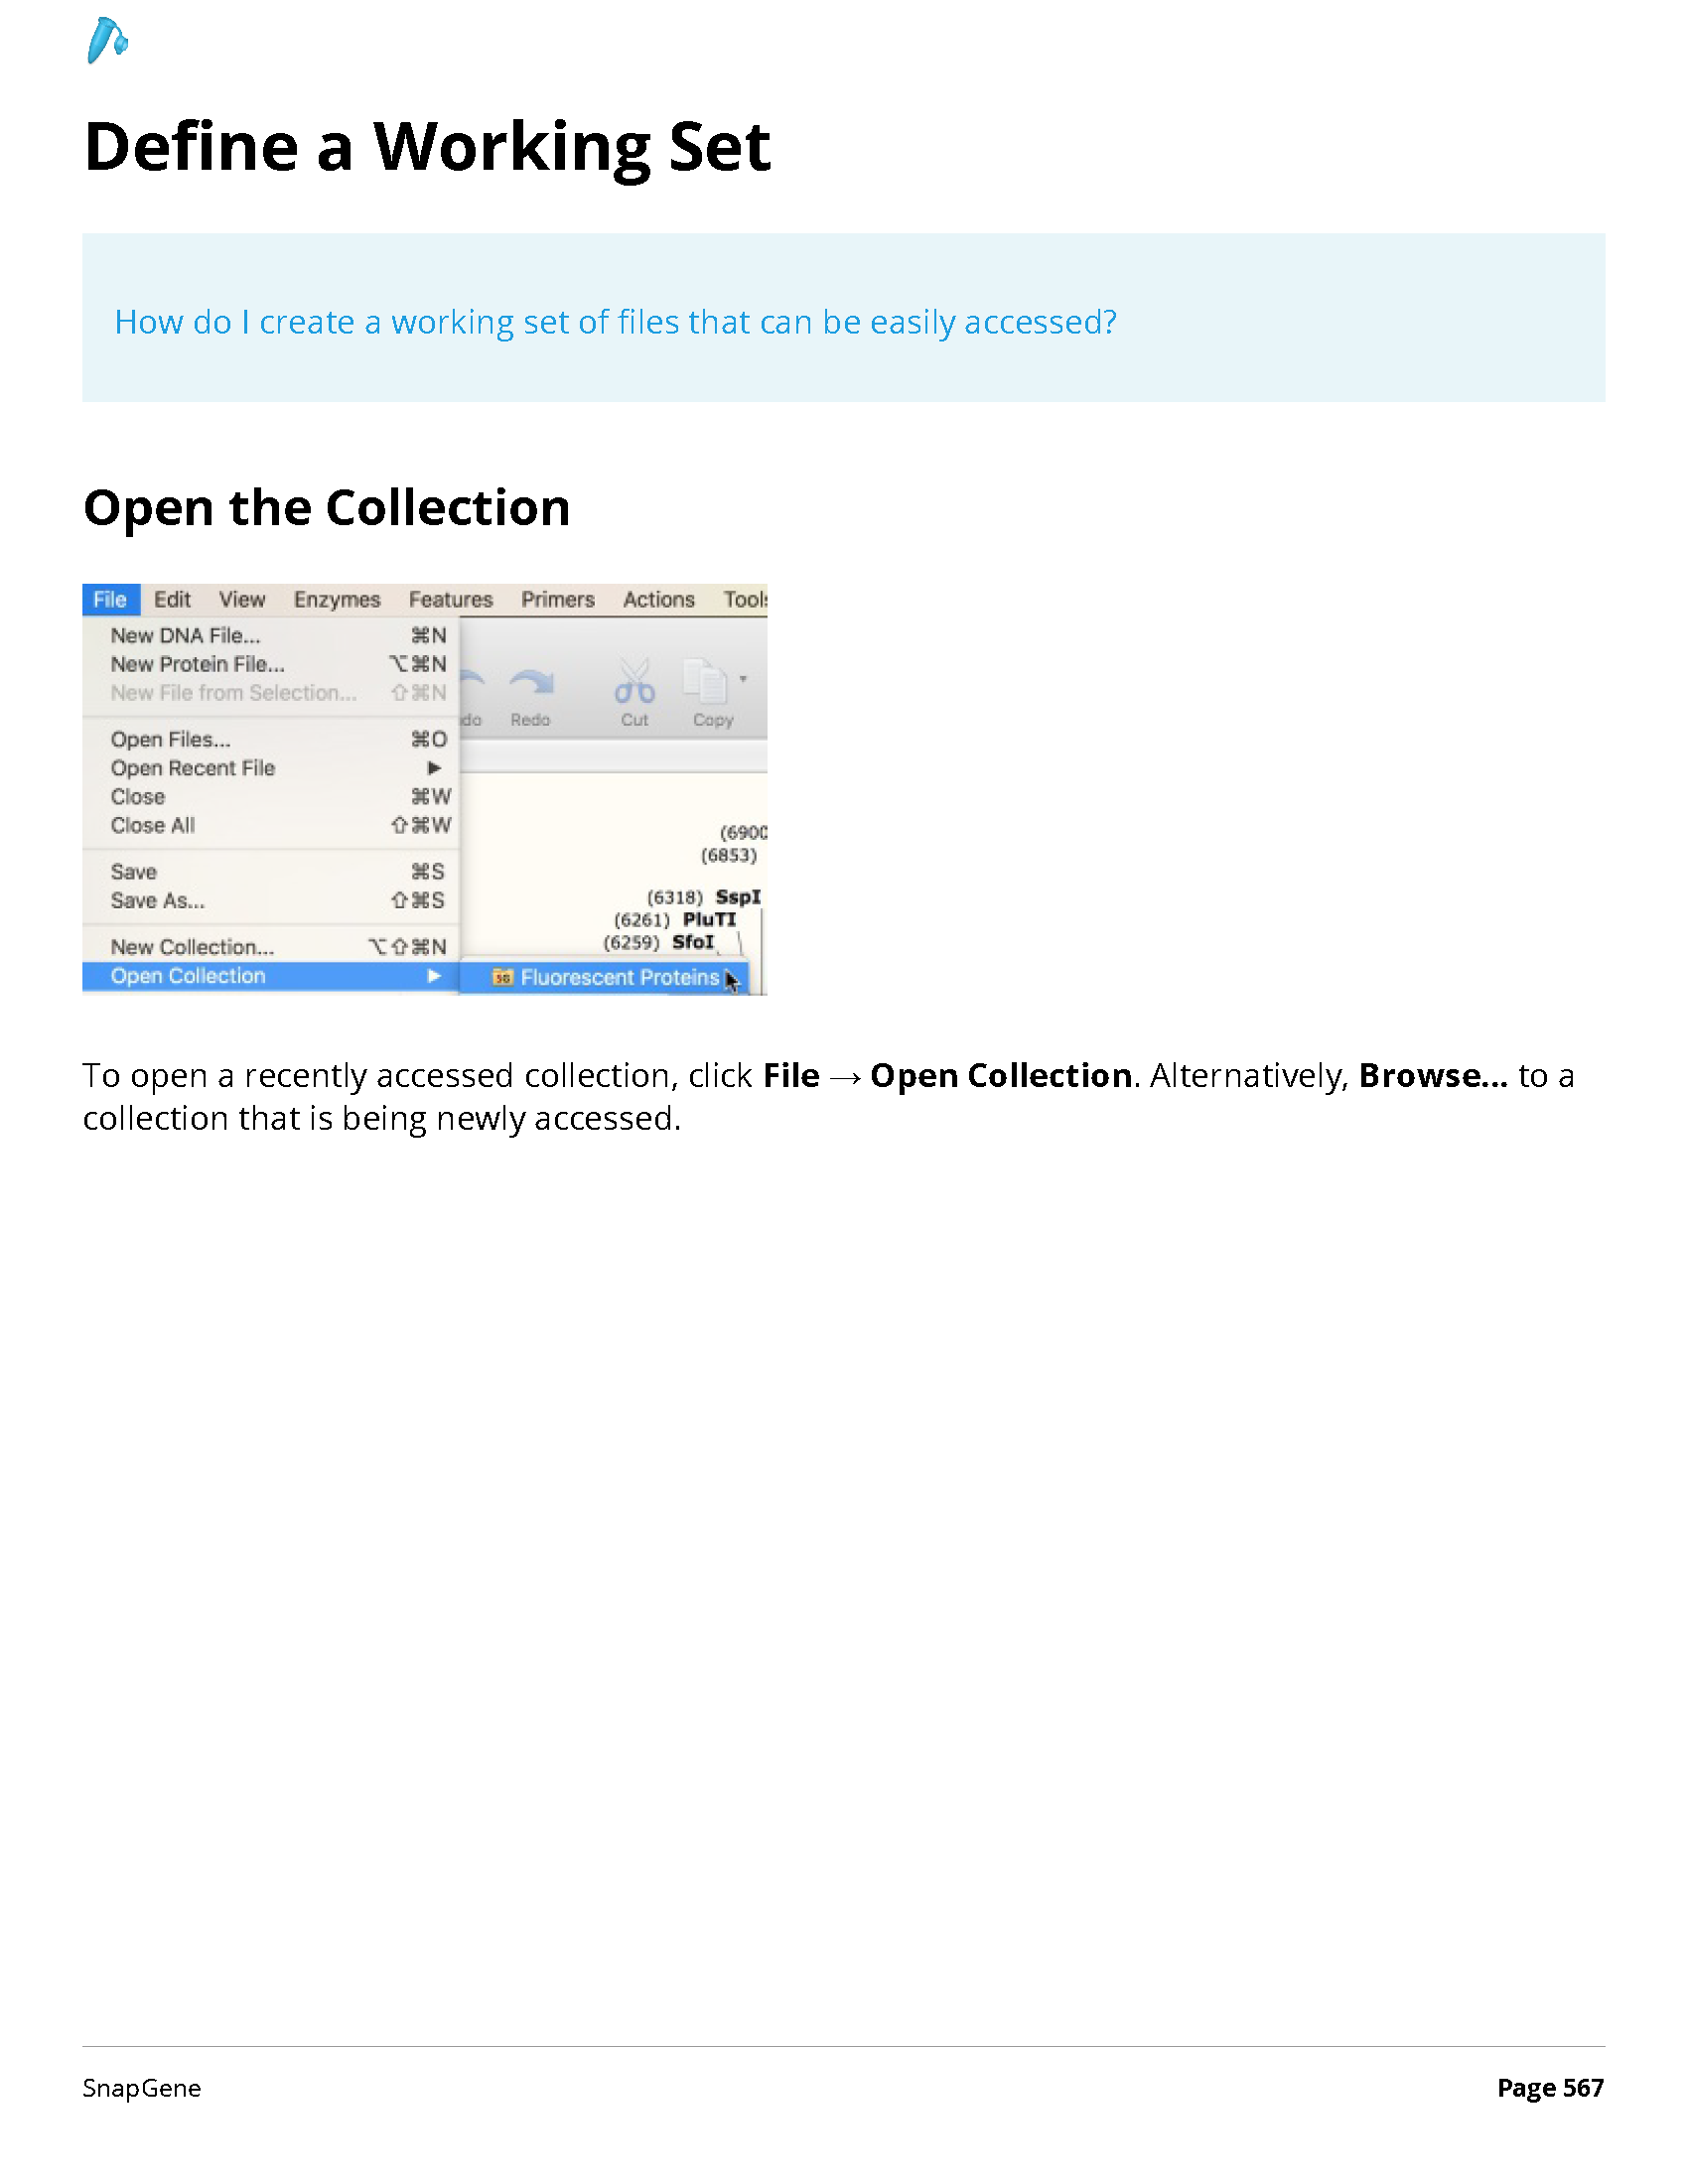 Define a Working Set
How do I create a working set of files that can be easily accessed?
Open the Collection
File Edit View Enzymes Features Primers Actions
New DNA File... ⌘N
New Protein File... ⌥⌘N
New File from Selection... ⇧⌘N
Redo Cut Copy
Open Files... ⌘O
Open Recent File ▶
Close ⌘W
Close All ⇧⌘W
(6853)
Save ⌘S
Save As... ⇧⌘S
(6318) SspI
(6261) PluTI
(6259) SfoI
New Collection... ⌥⇧⌘N
Open Collection ▶ Fluorescent Proteins
To open a recently accessed collection, click File → Open Collection. Alternatively, Browse... to a
collection that is being newly accessed.
SnapGene Page 567